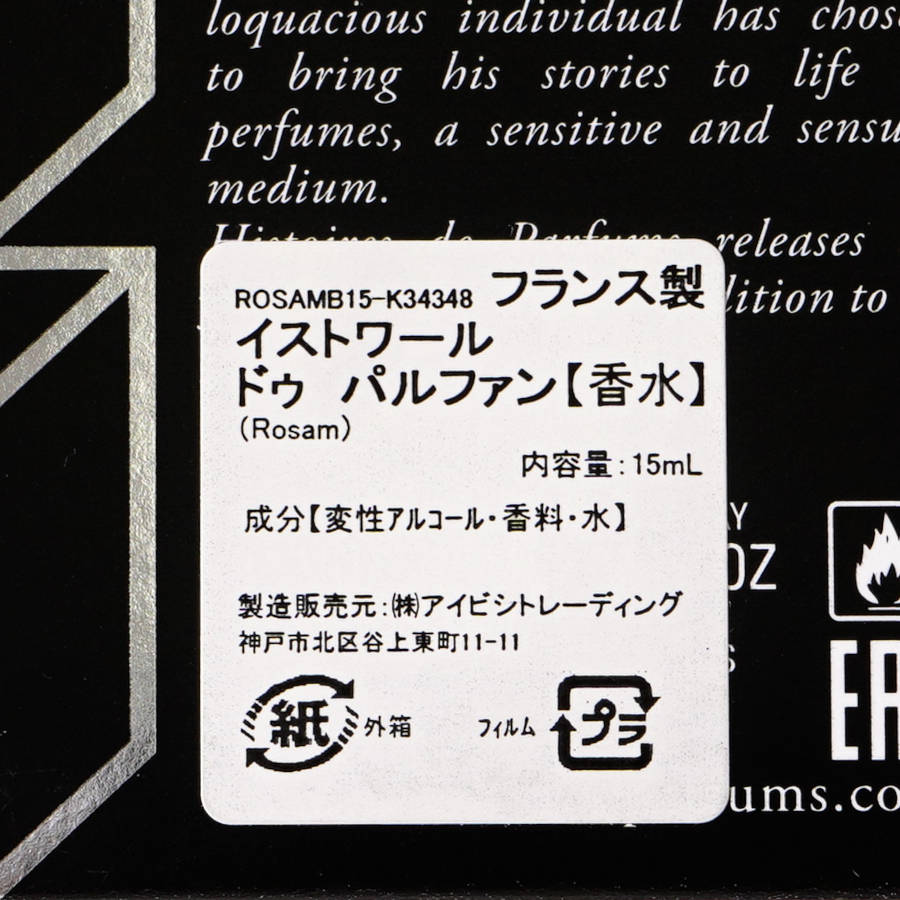 loquacious individual has
to bring his stories to life
perfumes, a sensitive and
medium.
Histoires de Parfums releases
to
ROSAMB15-K34348 フランス製
イストワール
ドゥ パルファン【香水】
(Rosam)
内容量:15mL
成分【変性アルコール・香料・水】
OZ
製造販売元:㈱アイビシトレーディング
神戸市北区谷上東町11-11
紙 外箱 フィルム プラ